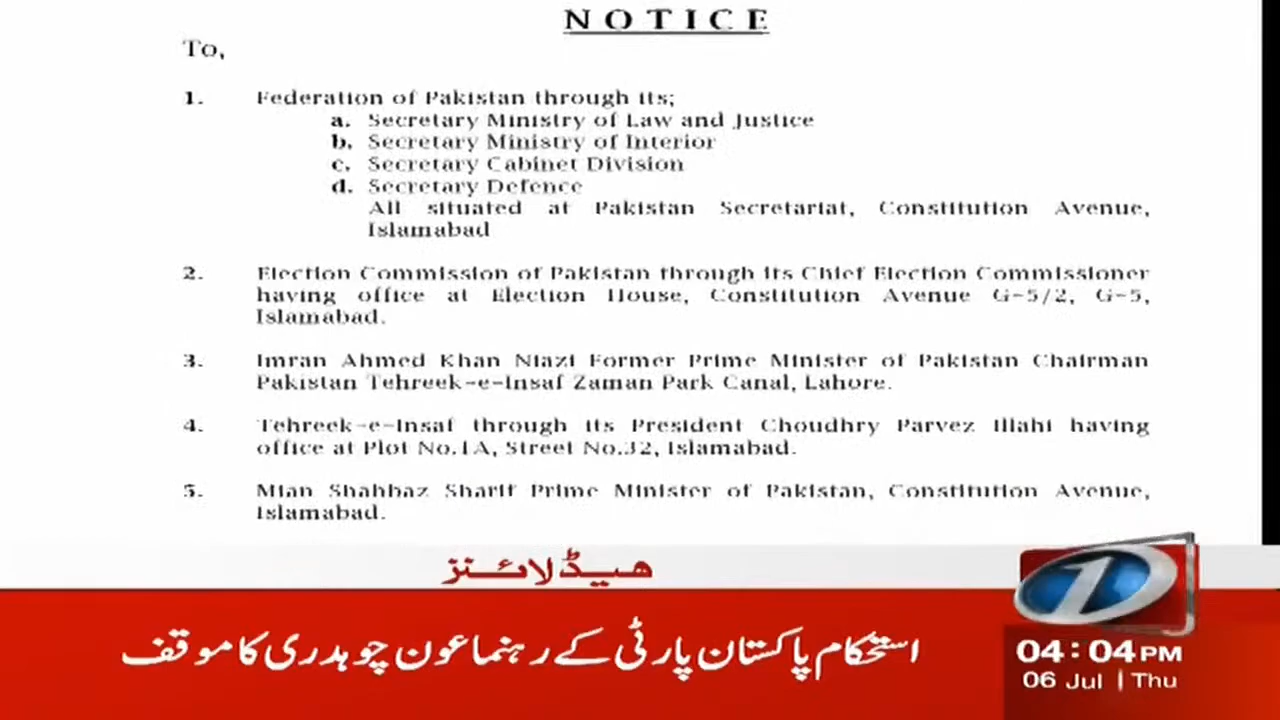 NOTICE
To,
1. Federation of Pakistan through its;
a. Secretary Ministry of Law and Justice
b. Secretary Ministry of Interior
c. Secretary Cabinet Division
d. Secretary Defence
All situated at Pakistan Secretariat, Constitution Avenue,
Islamabad
2. Election Commission of Pakistan through its Chief Election Commissioner
having office at Election House, Constitution Avenue G-5/2, G-5,
Islamabad.
3. Imran Ahmed Khan Niazi Former Prime Minister of Pakistan Chairman
Pakistan Tehreek-e-Insaf Zaman Park Canal, Lahore.
4. Tehreek-e-Insaf through its President Choudhry Parvez Illahi having
office at Plot No.1A, Street No.32, Islamabad.
5. Mian Shahbaz Sharif Prime Minister of Pakistan, Constitution Avenue,
Islamabad.
ہیڈلائنز
استحکام پاکستان پارٹی کے رہنما عون چوہدری کا موقف
1
04:04 PM
06 Jul | Thu